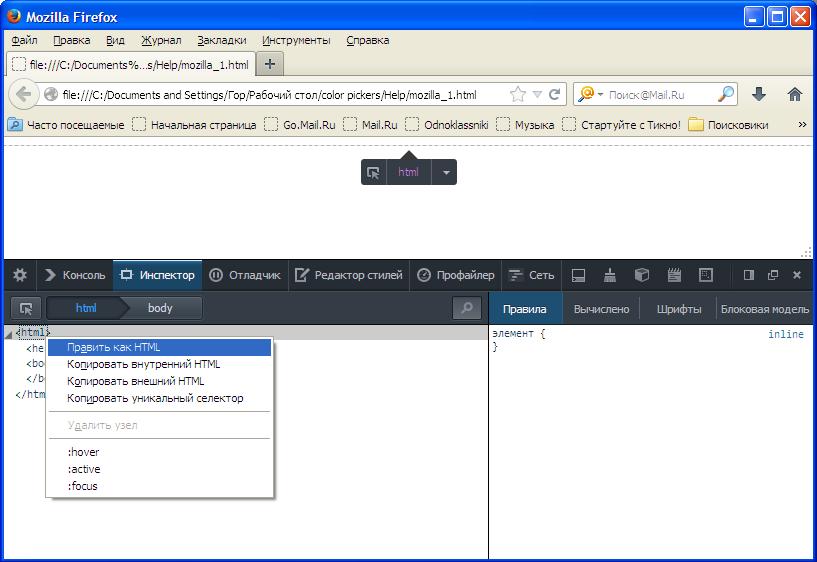 Mozilla Firefox
Файл Правка Вид Журнал Закладки Инструменты Справка
file:///C:/Documents%...s/Help/mozilla_1.html
file:///C:/Documents and Settings/Гор/Рабочий стол/color pickers/Help/mozilla_1.html Поиск@Mail.Ru
Часто посещаемые Начальная страница Go.Mail.Ru Mail.Ru Odnoklassniki Музыка Стартуйте с Тикно! Поисковики »
html
Консоль Инспектор Отладчик Редактор стилей Профайлер Сеть
html body Правила Вычислено Шрифты Блоковая модель
<html> элемент { inline
Править как HTML }
<he
Копировать внутренний HTML
<bo
Копировать внешний HTML
</bo
Копировать уникальный селектор
</htm
Удалить узел
:hover
:active
:focus